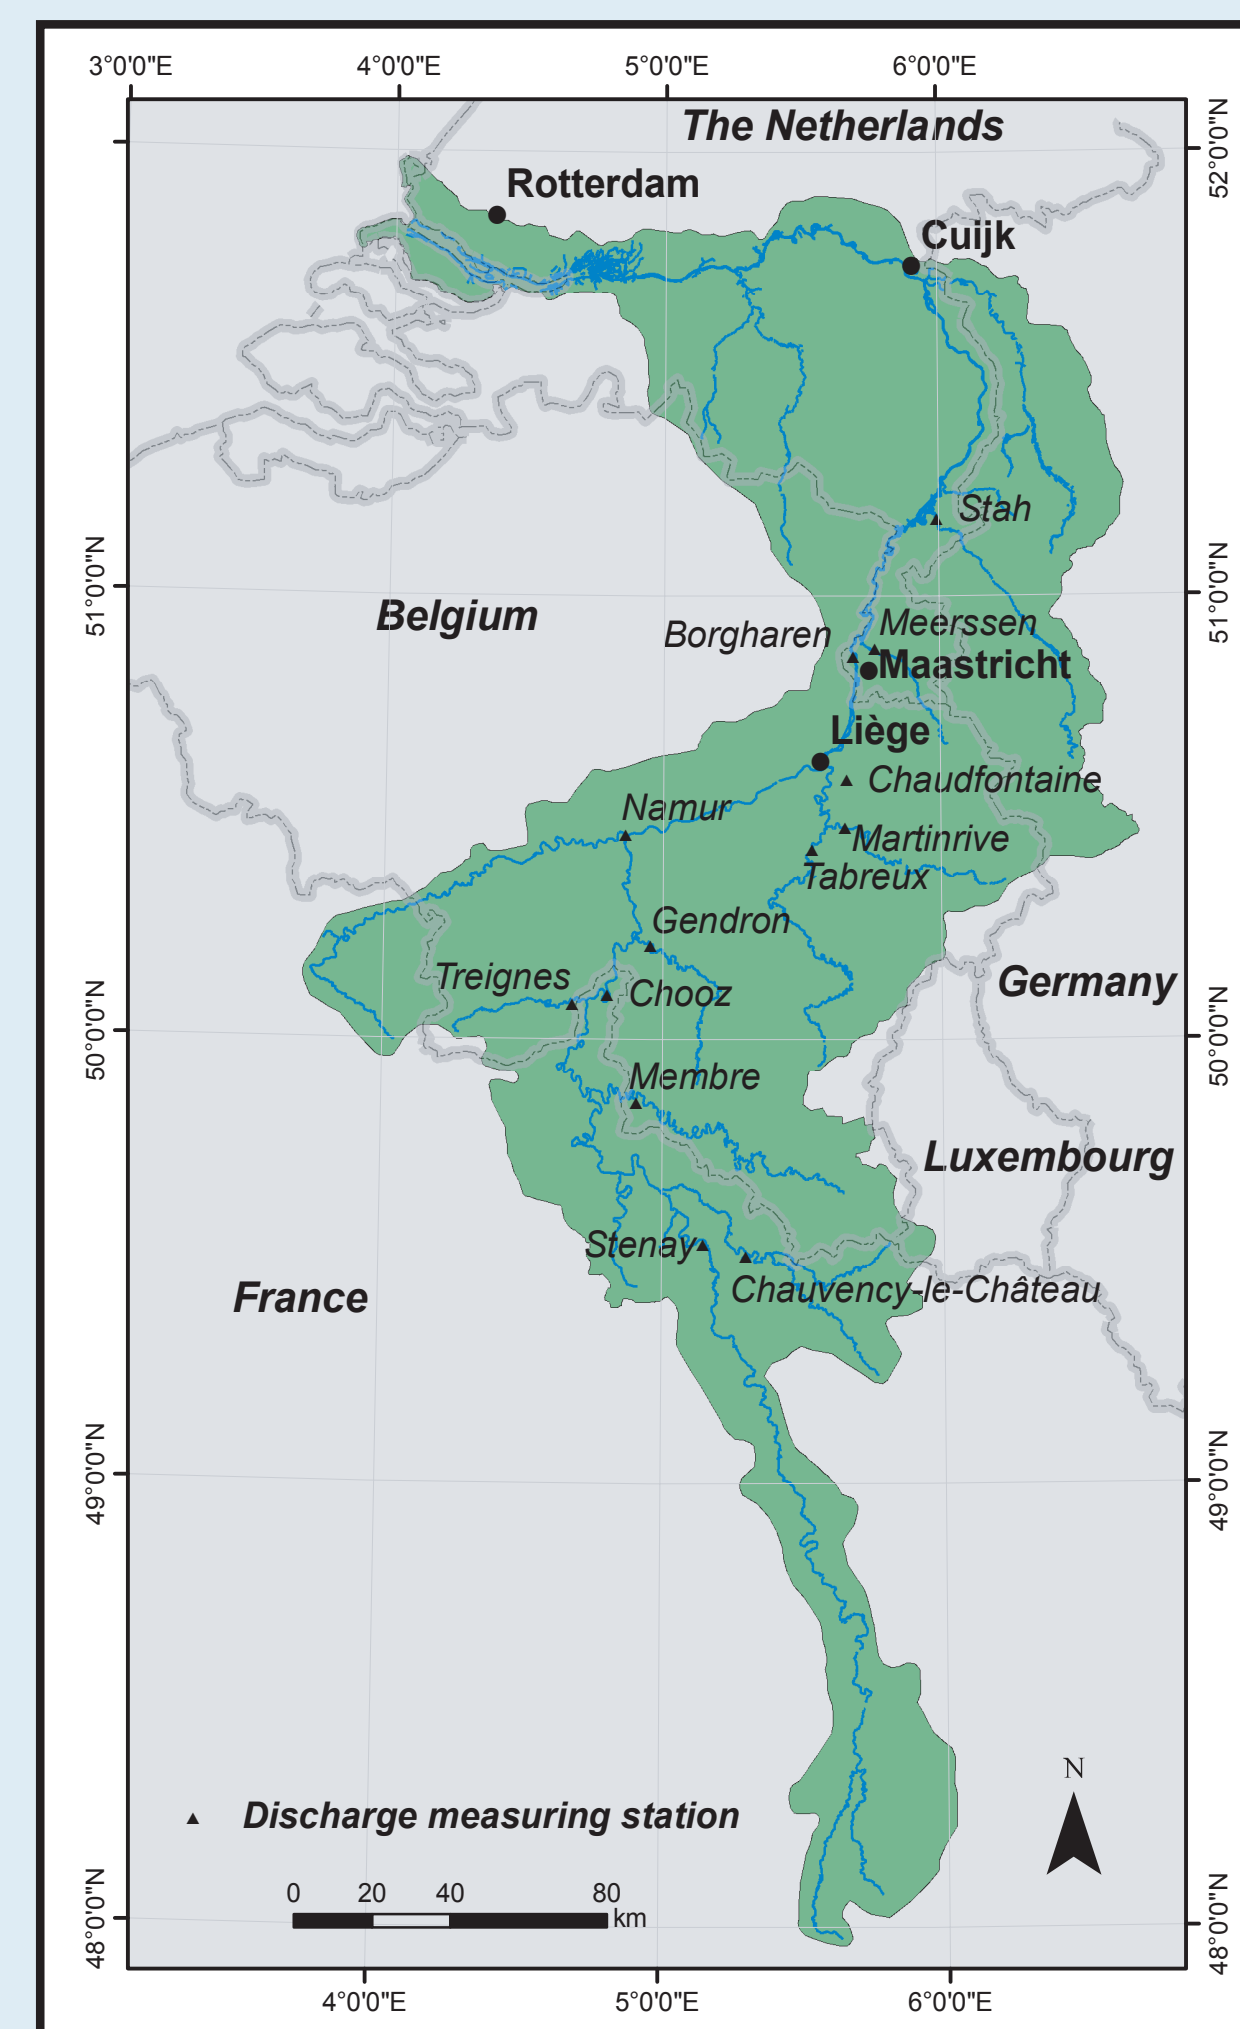 3°0'0"E 4°0'0"E 5°0'0"E 6°0'0"E
The Netherlands
52°0'0"N
Rotterdam
Cuijk
Stah
51°0'0"N
51°0'0"N
Belgium
Meerssen
Borgharen
Maastricht
Liège
Chaudfontaine
Namur
Martinrive
Tabreux
Gendron
Treignes
Chooz
Germany
50°0'0"N
50°0'0"N
Membre
Luxembourg
Stenay
Chauvency-le-Château
France
49°0'0"N
49°0'0"N
N
Discharge measuring station
0 20 40 80
km
48°0'0"N
48°0'0"N
4°0'0"E 5°0'0"E 6°0'0"E